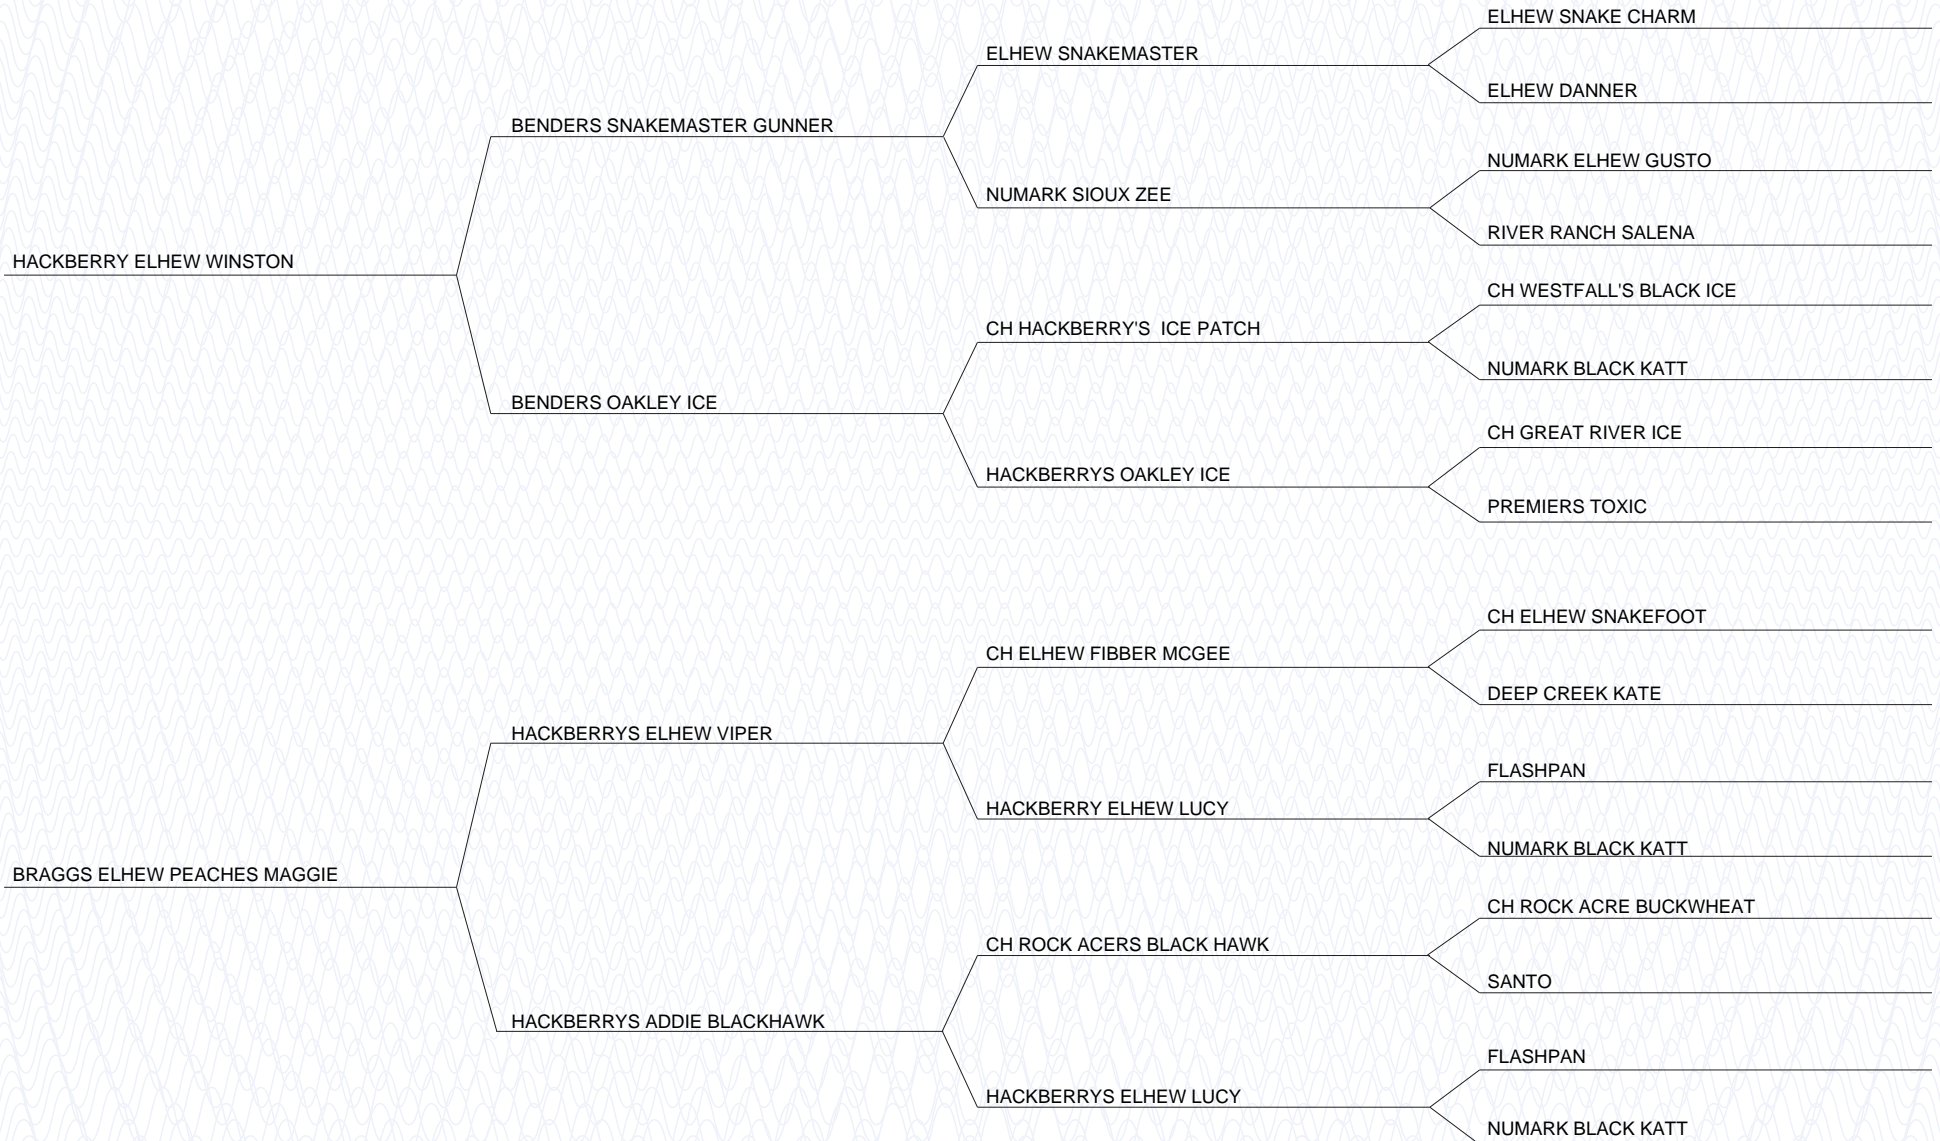 ELHEW SNAKE CHARM
ELHEW SNAKEMASTER
ELHEW DANNER
BENDERS SNAKEMASTER GUNNER
NUMARK ELHEW GUSTO
NUMARK SIOUX ZEE
RIVER RANCH SALENA
HACKBERRY ELHEW WINSTON
CH WESTFALL'S BLACK ICE
CH HACKBERRY'S  ICE PATCH
NUMARK BLACK KATT
BENDERS OAKLEY ICE
CH GREAT RIVER ICE
HACKBERRYS OAKLEY ICE
PREMIERS TOXIC
CH ELHEW SNAKEFOOT
CH ELHEW FIBBER MCGEE
DEEP CREEK KATE
HACKBERRYS ELHEW VIPER
FLASHPAN
HACKBERRY ELHEW LUCY
NUMARK BLACK KATT
BRAGGS ELHEW PEACHES MAGGIE
CH ROCK ACRE BUCKWHEAT
CH ROCK ACERS BLACK HAWK
SANTO
HACKBERRYS ADDIE BLACKHAWK
FLASHPAN
HACKBERRYS ELHEW LUCY
NUMARK BLACK KATT